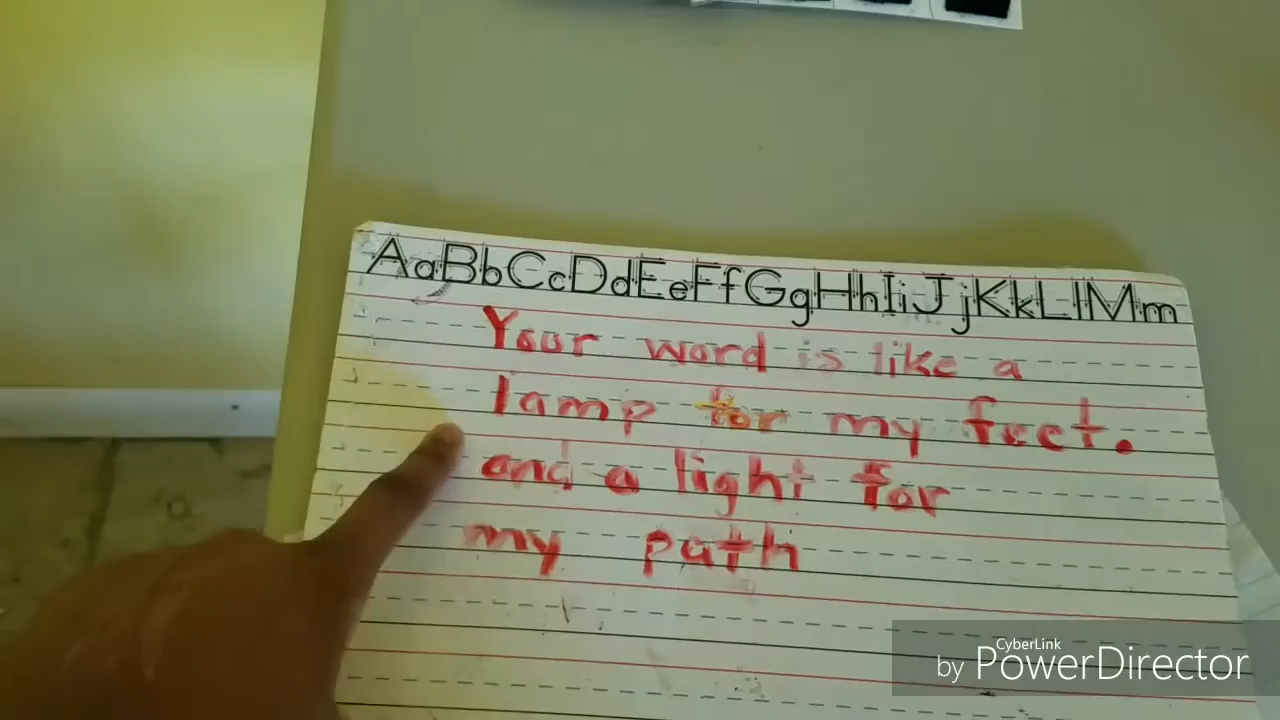 AaBbCcDdEeFfGgHhIiJjKkLlMm
Your word is like a
lamp for my feet.
and a light for
my path
CyberLink
by PowerDirector